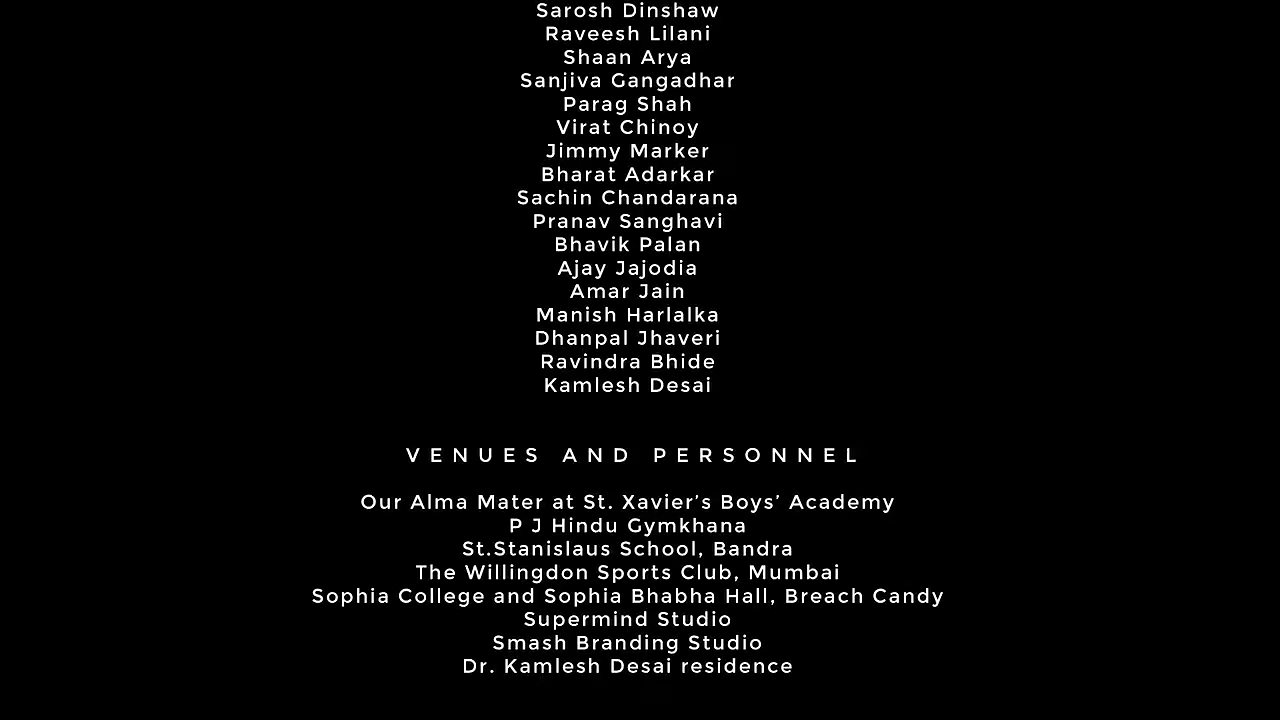 Sarosh Dinshaw
Raveesh Lilani
Shaan Arya
Sanjiva Gangadhar
Parag Shah
Virat Chinoy
Jimmy Marker
Bharat Adarkar
Sachin Chandarana
Pranav Sanghavi
Bhavik Palan
Ajay Jajodia
Amar Jain
Manish Harlalka
Dhanpal Jhaveri
Ravindra Bhide
Kamlesh Desai
VENUES AND PERSONNEL
Our Alma Mater at St. Xavier’s Boys’ Academy
P J Hindu Gymkhana
St.Stanislaus School, Bandra
The Willingdon Sports Club, Mumbai
Sophia College and Sophia Bhabha Hall, Breach Candy
Supermind Studio
Smash Branding Studio
Dr. Kamlesh Desai residence